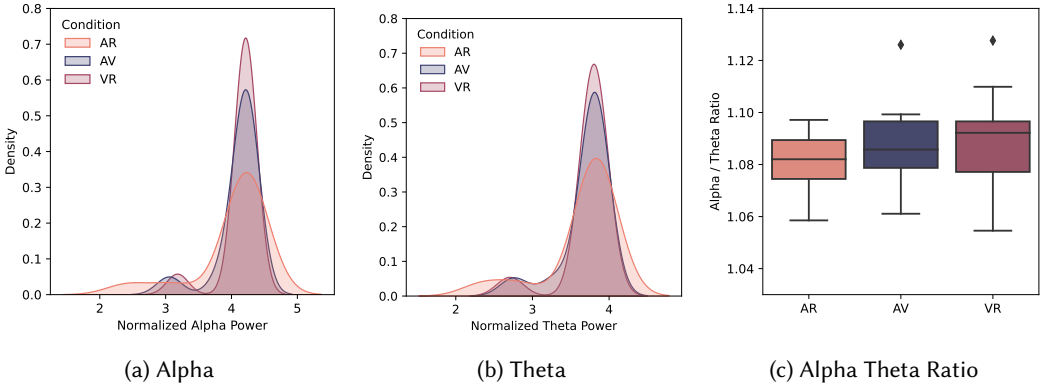 0.8
0.7
0.6
0.5
0.4
0.3
0.2
0.1
0.0
Density
Condition
AR
AV
VR
2 3 4 5
Normalized Alpha Power
(a) Alpha
0.8
0.7
0.6
0.5
0.4
0.3
0.2
0.1
0.0
Density
Condition
AR
AV
VR
2 3 4
Normalized Theta Power
(b) Theta
1.14
1.12
1.10
1.08
1.06
1.04
Alpha / Theta Ratio
AR AV VR
(c) Alpha Theta Ratio